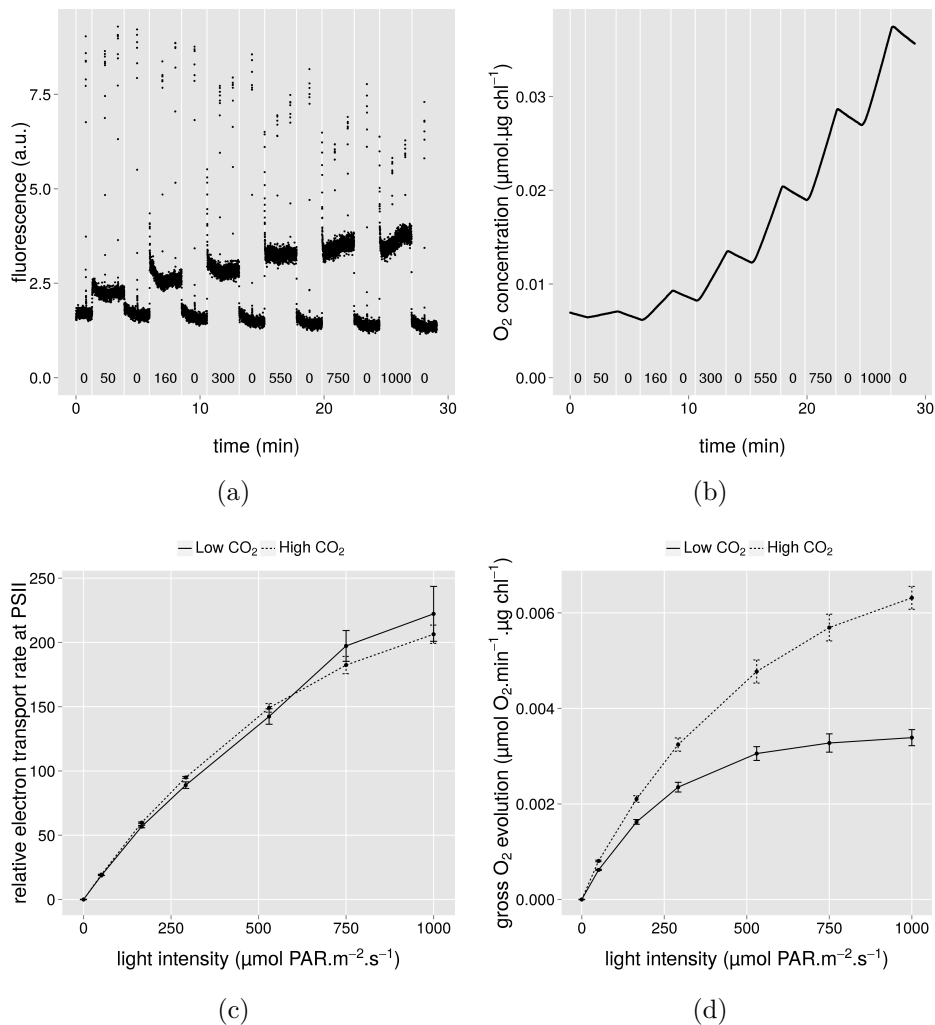 fluorescence (a.u.)
7.5
5.0
2.5
0.0
0 50 0 160 0 300 0 550 0 750 0 1000 0
0 10 20 30
time (min)
(a)
O₂ concentration (μmol.μg chl⁻¹)
0.03
0.02
0.01
0.00
0 50 0 160 0 300 0 550 0 750 0 1000 0
0 10 20 30
time (min)
(b)
Low CO₂ High CO₂
relative electron transport rate at PSII
250
200
150
100
50
0
0 250 500 750 1000
light intensity (μmol PAR.m⁻².s⁻¹)
(c)
Low CO₂ High CO₂
gross O₂ evolution (μmol O₂.min⁻¹.μg chl⁻¹)
0.006
0.004
0.002
0.000
0 250 500 750 1000
light intensity (μmol PAR.m⁻².s⁻¹)
(d)